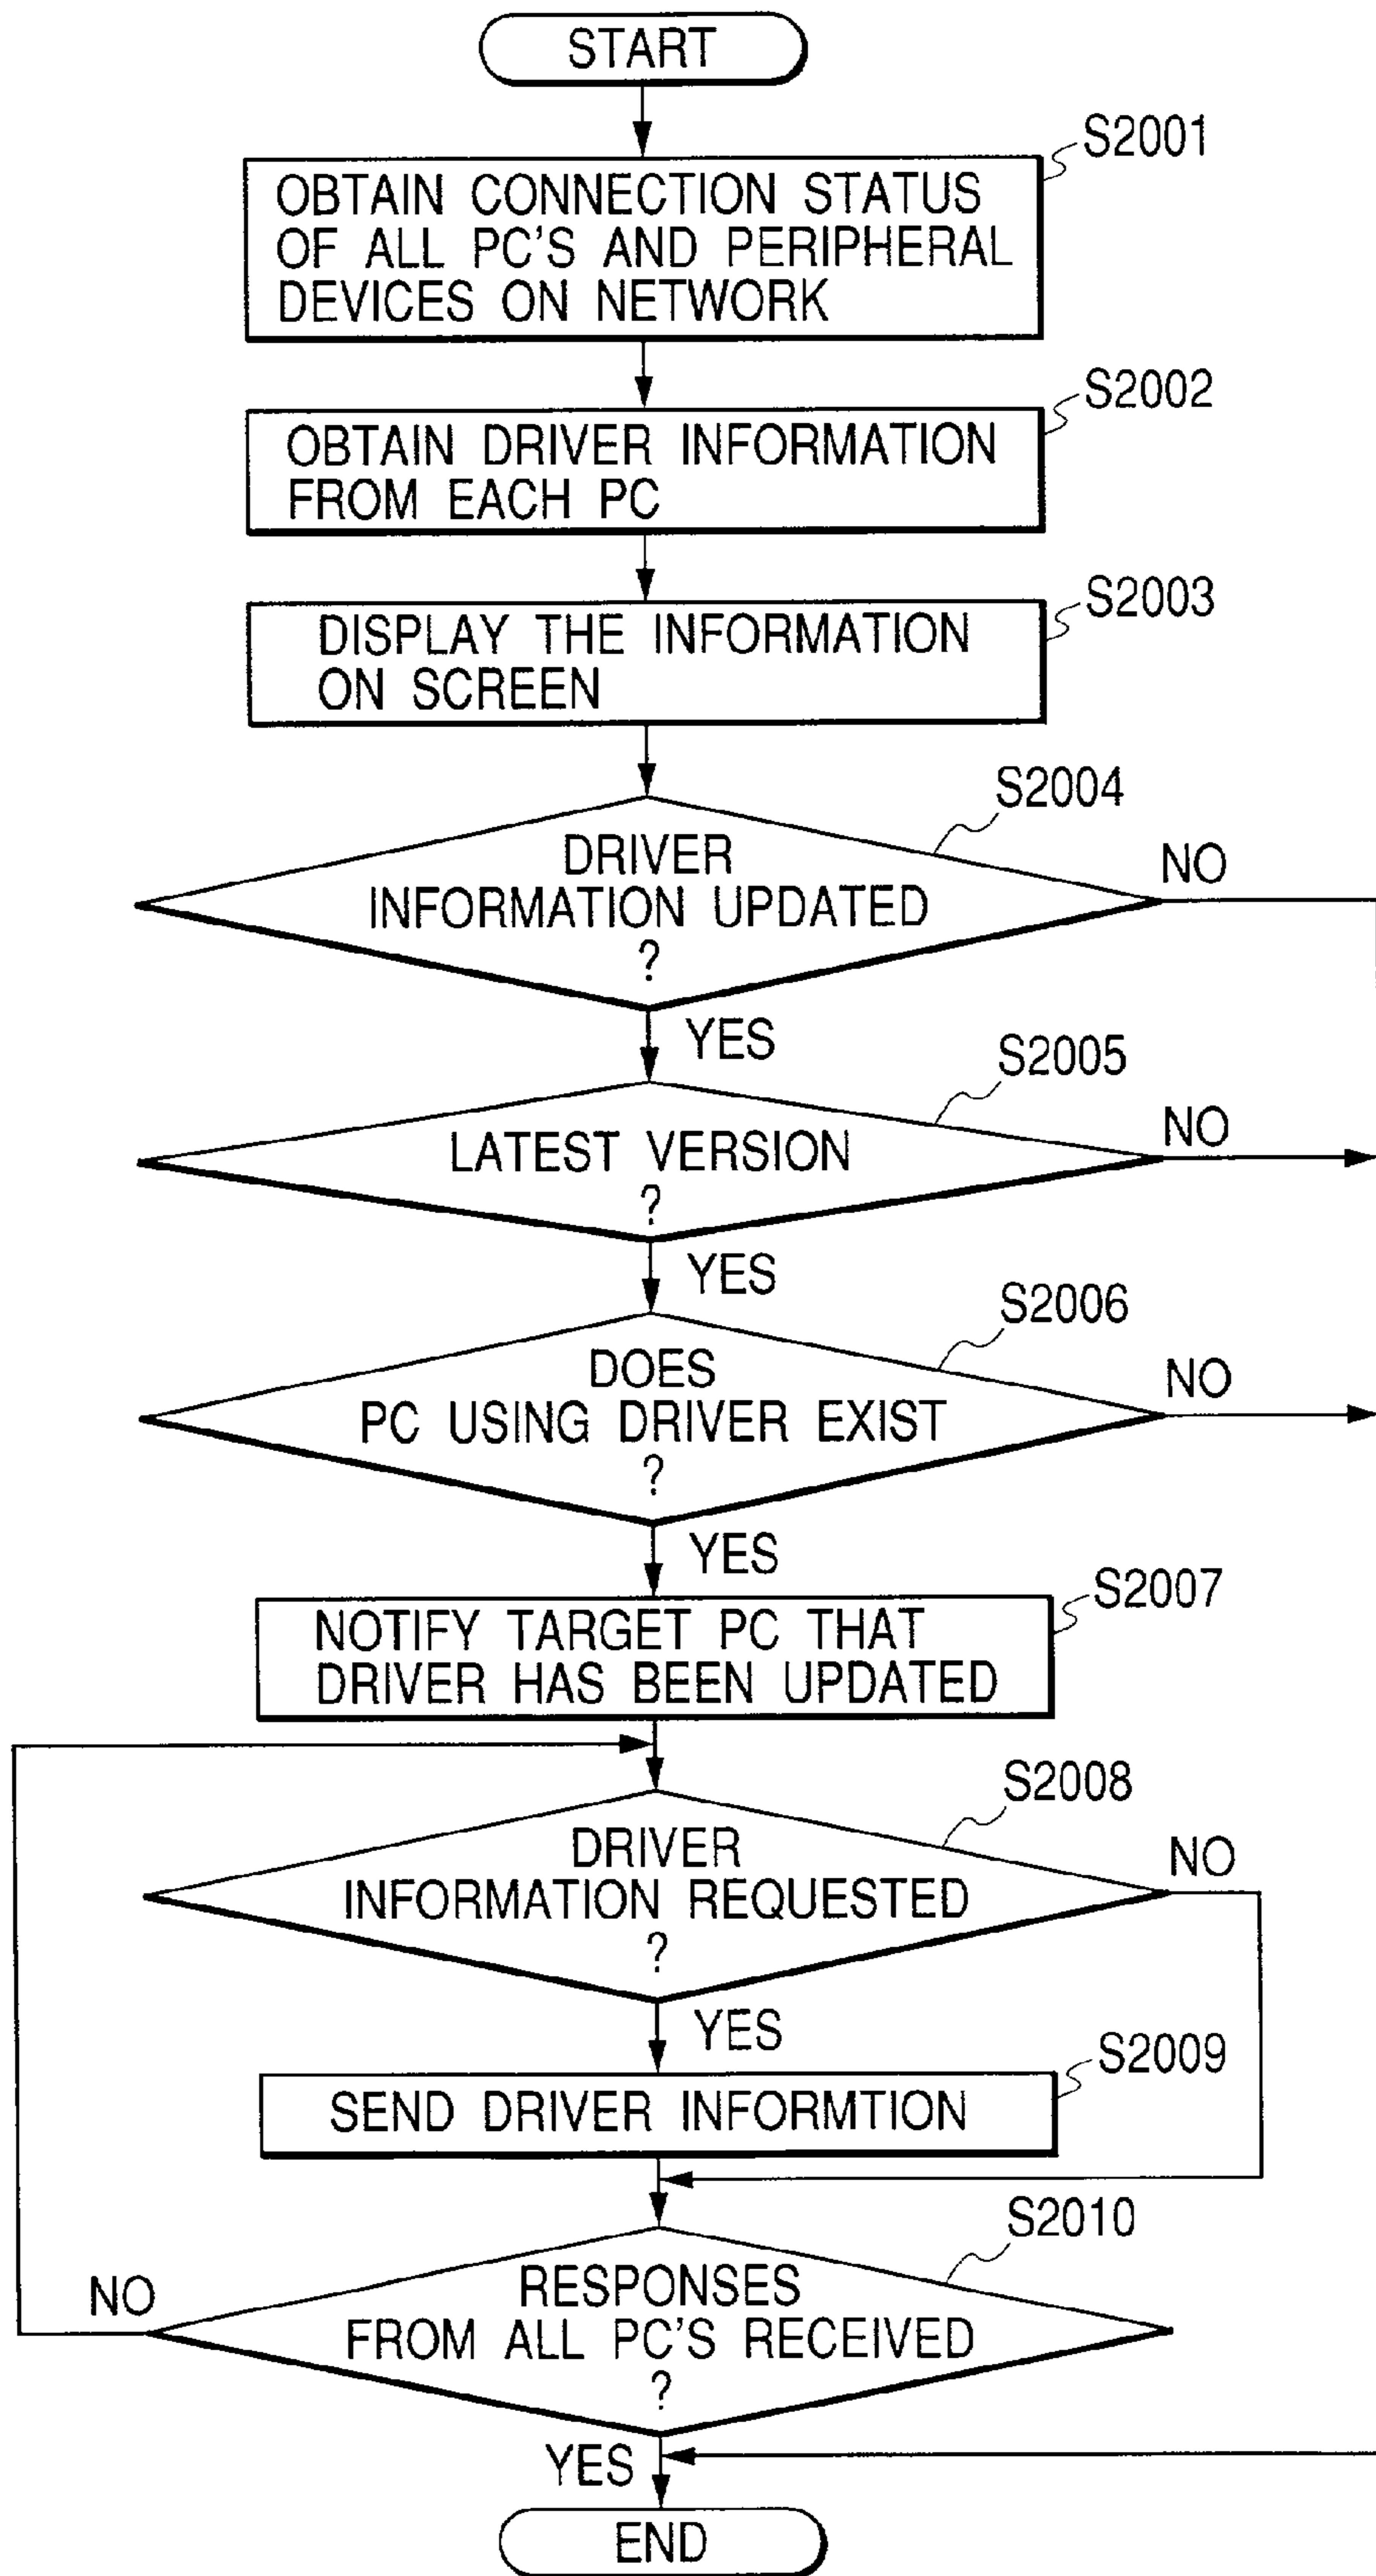 START
S2001
OBTAIN CONNECTION STATUS
OF ALL PC'S AND PERIPHERAL
DEVICES ON NETWORK
S2002
OBTAIN DRIVER INFORMATION
FROM EACH PC
S2003
DISPLAY THE INFORMATION
ON SCREEN
S2004
DRIVER
INFORMATION UPDATED
?
NO
YES
S2005
LATEST VERSION
?
NO
YES
S2006
DOES
PC USING DRIVER EXIST
?
NO
YES
S2007
NOTIFY TARGET PC THAT
DRIVER HAS BEEN UPDATED
S2008
DRIVER
INFORMATION REQUESTED
?
NO
YES
S2009
SEND DRIVER INFORMTION
S2010
RESPONSES
FROM ALL PC'S RECEIVED
?
NO
YES
END